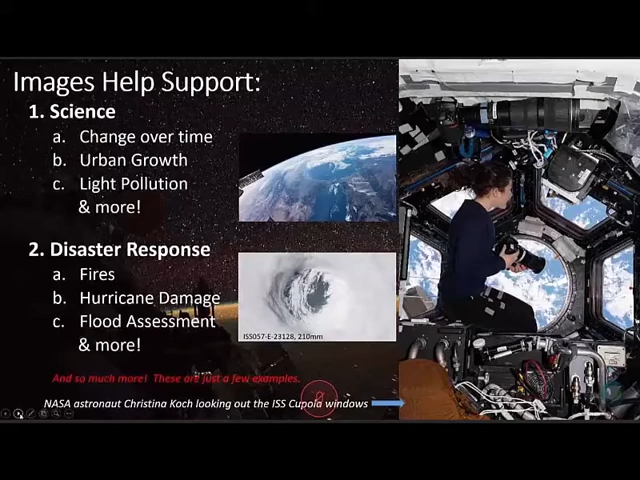 Images Help Support:
1. Science
a. Change over time
b. Urban Growth
c. Light Pollution
& more!
2. Disaster Response
a. Fires
b. Hurricane Damage
c. Flood Assessment
& more!
ISS057-E-23128, 210mm
And so much more! These are just a few examples.
NASA astronaut Christina Koch looking out the ISS Cupola windows